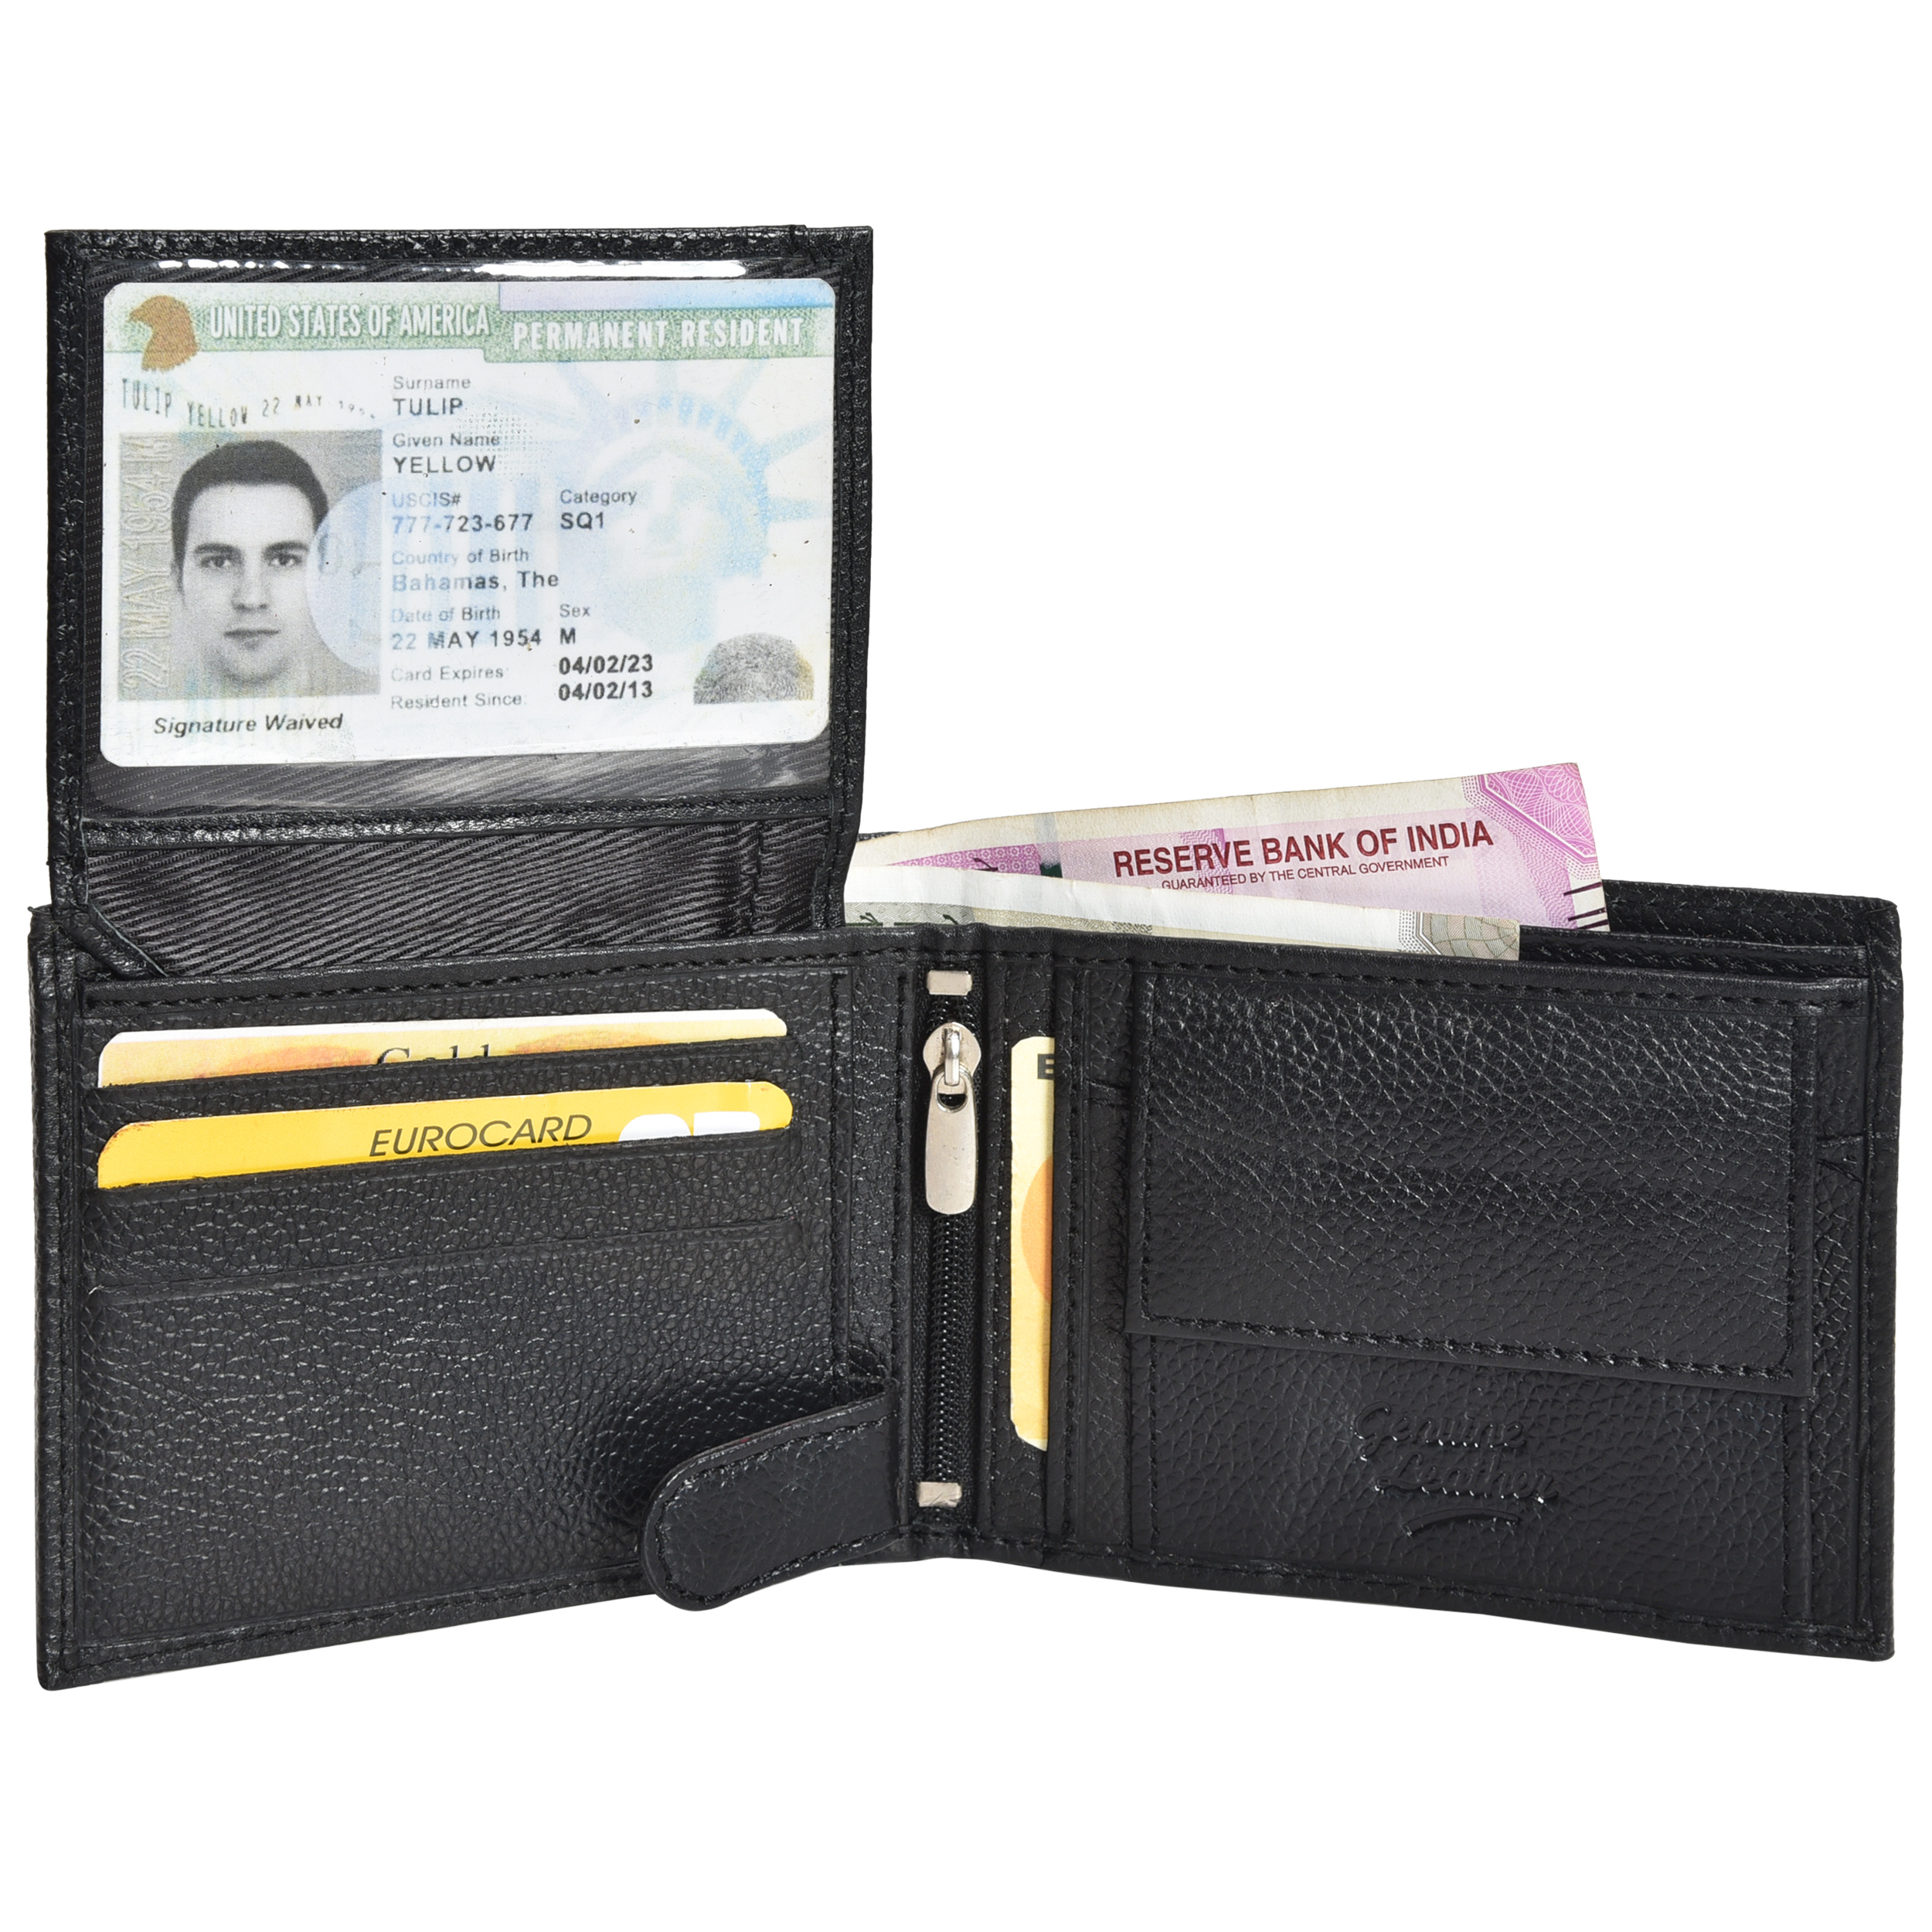 UNITED STATES OF AMERICA
PERMANENT RESIDENT
TULIP YELLOW 22 MAY
Surname
TULIP
Given Name
YELLOW
USCIS# Category
777-723-677 SQ1
Country of Birth
Bahamas, The
Date of Birth Sex
22 MAY 1954 M
Card Expires: 04/02/23
Resident Since: 04/02/13
22 MAY 1954 M
Signature Waived
RESERVE BANK OF INDIA
GUARANTEED BY THE CENTRAL GOVERNMENT
Gold
EUROCARD
E
Genuine
Leather